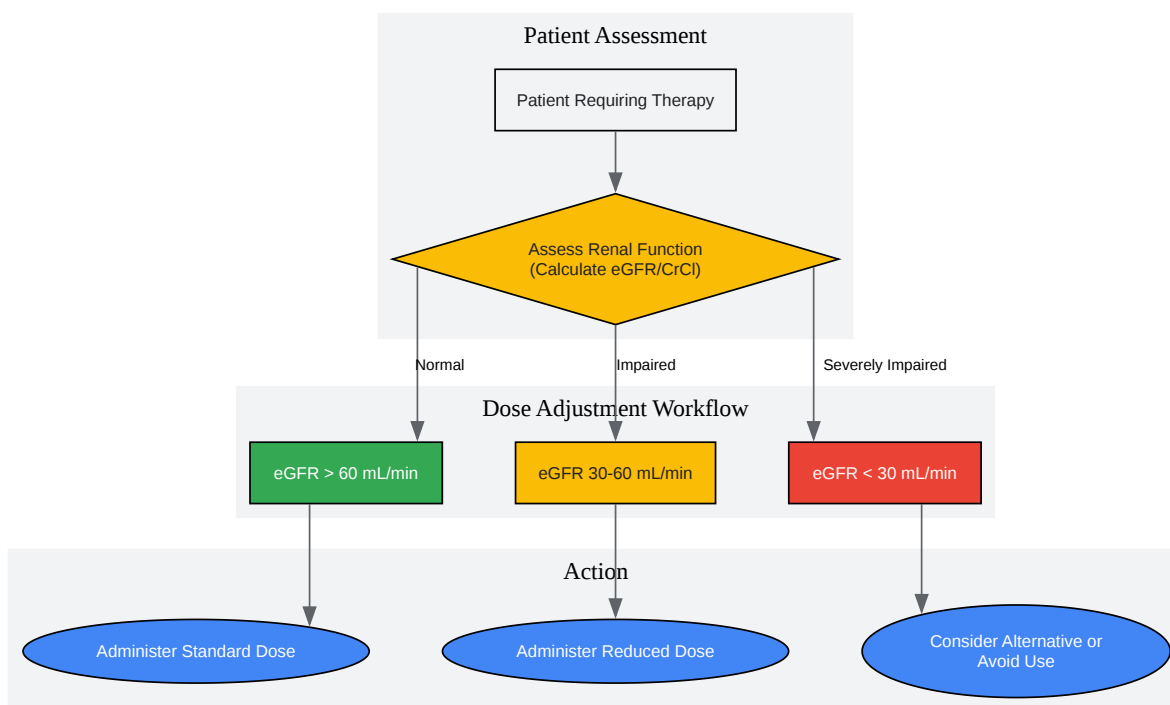 Patient Assessment
Patient Requiring Therapy
Assess Renal Function
(Calculate eGFR/CrCl)
Normal
Impaired
Severely Impaired
Dose Adjustment Workflow
eGFR > 60 mL/min
eGFR 30-60 mL/min
eGFR < 30 mL/min
Action
Administer Standard Dose
Administer Reduced Dose
Consider Alternative or
Avoid Use